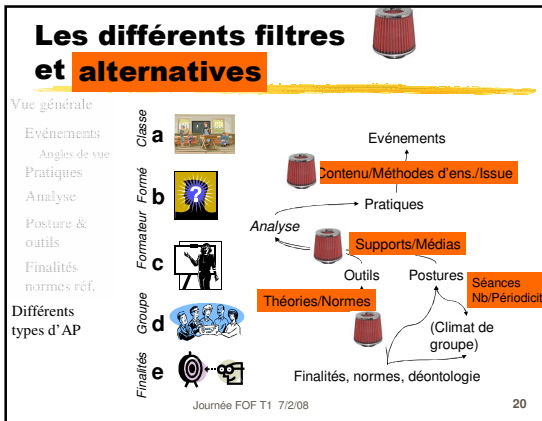 Les différents filtres
et alternatives
Vue générale
Evénements
Angles de vue
Pratiques
Analyse
Posture &
outils
Finalités
normes réf.
Différents
types d'AP
Classe
a
Formé
b
Formateur
c
Groupe
d
Finalités
e
Evénements
Contenu/Méthodes d'ens./Issue
Pratiques
Analyse
Supports/Médias
Outils
Postures
Séances
Nb/Périodicit
Théories/Normes
(Climat de
groupe)
Finalités, normes, déontologie
Journée FOF T1 7/2/08
20